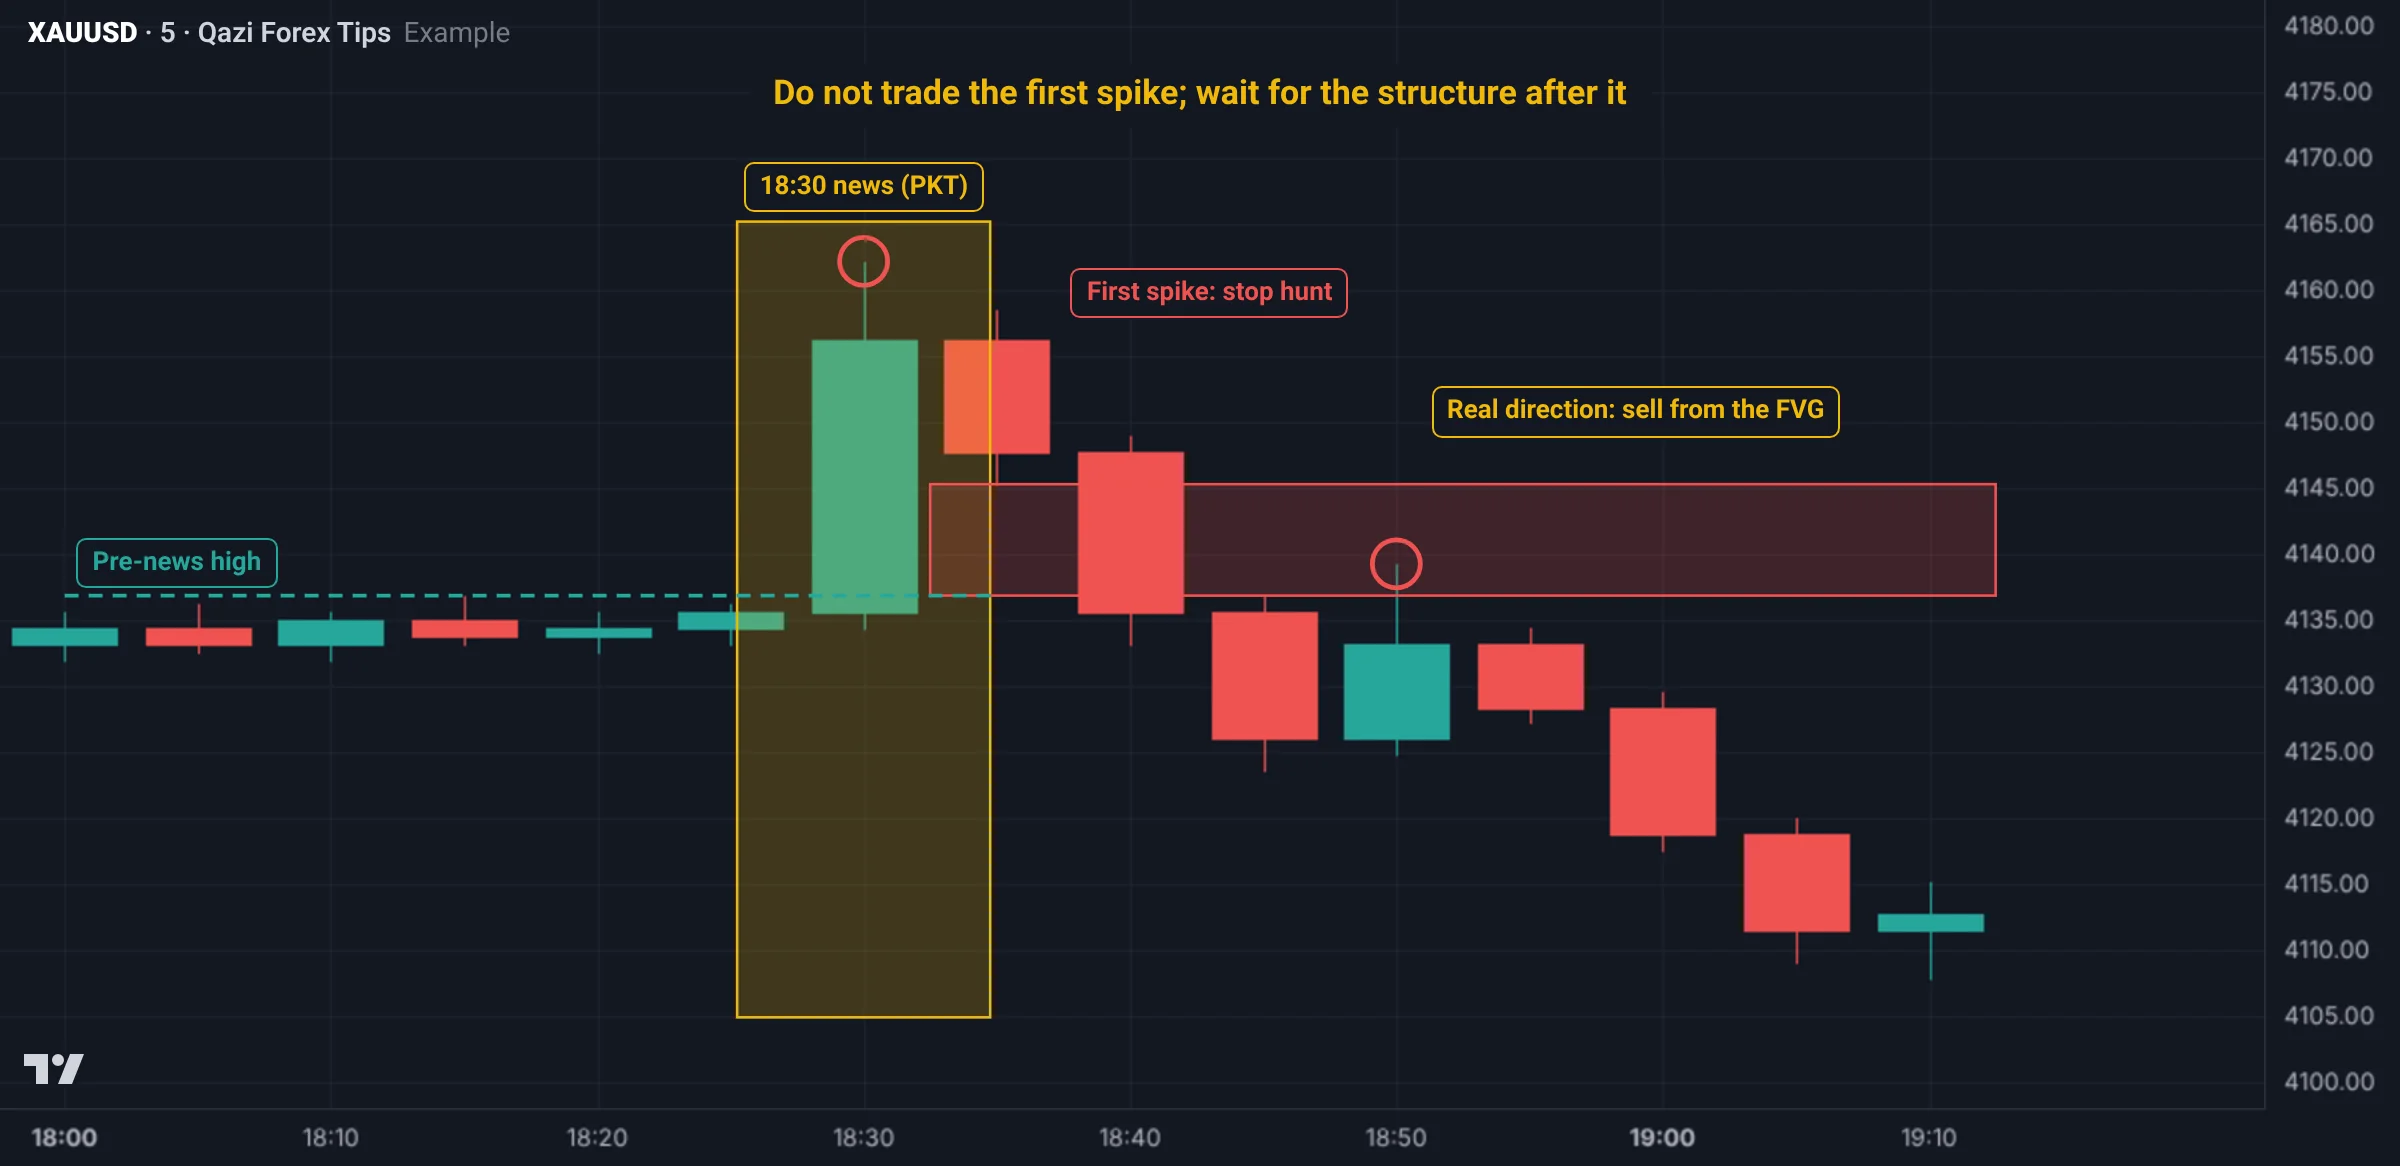 XAUUSD · 5 · Qazi Forex Tips Example
Do not trade the first spike; wait for the structure after it
18:30 news (PKT)
First spike: stop hunt
Real direction: sell from the FVG
Pre-news high
4180.00
4175.00
4170.00
4165.00
4160.00
4155.00
4150.00
4145.00
4140.00
4135.00
4130.00
4125.00
4120.00
4115.00
4110.00
4105.00
4100.00
18:00 18:10 18:20 18:30 18:40 18:50 19:00 19:10